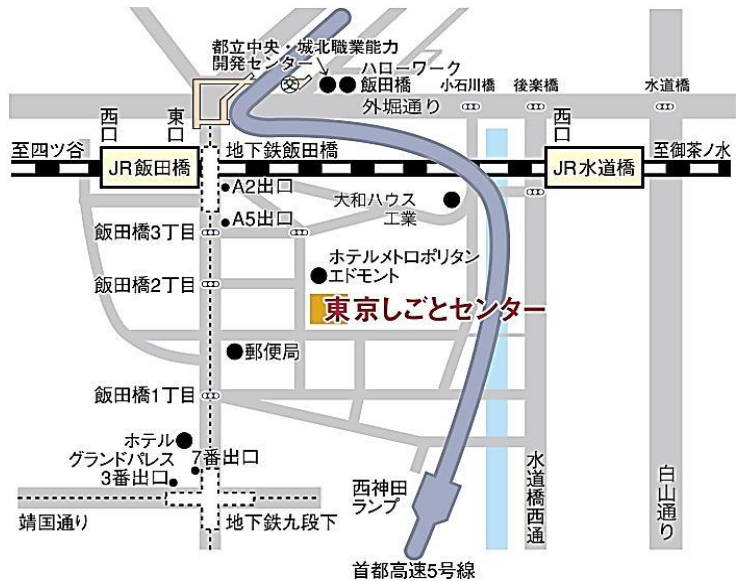 都立中央・城北職業能力
開発センター
ハローワーク
飯田橋
小石川橋
後楽橋
水道橋
外堀通り
西口
東口
西口
至四ツ谷
JR飯田橋
地下鉄飯田橋
JR水道橋
至御茶ノ水
A2出口
大和ハウス
工業
A5出口
飯田橋3丁目
ホテルメトロポリタン
エドモント
飯田橋2丁目
東京しごとセンター
郵便局
飯田橋1丁目
ホテル
グランドパレス
7番出口
3番出口
西神田
ランプ
水道橋西通
白山通り
靖国通り
地下鉄九段下
首都高速5号線